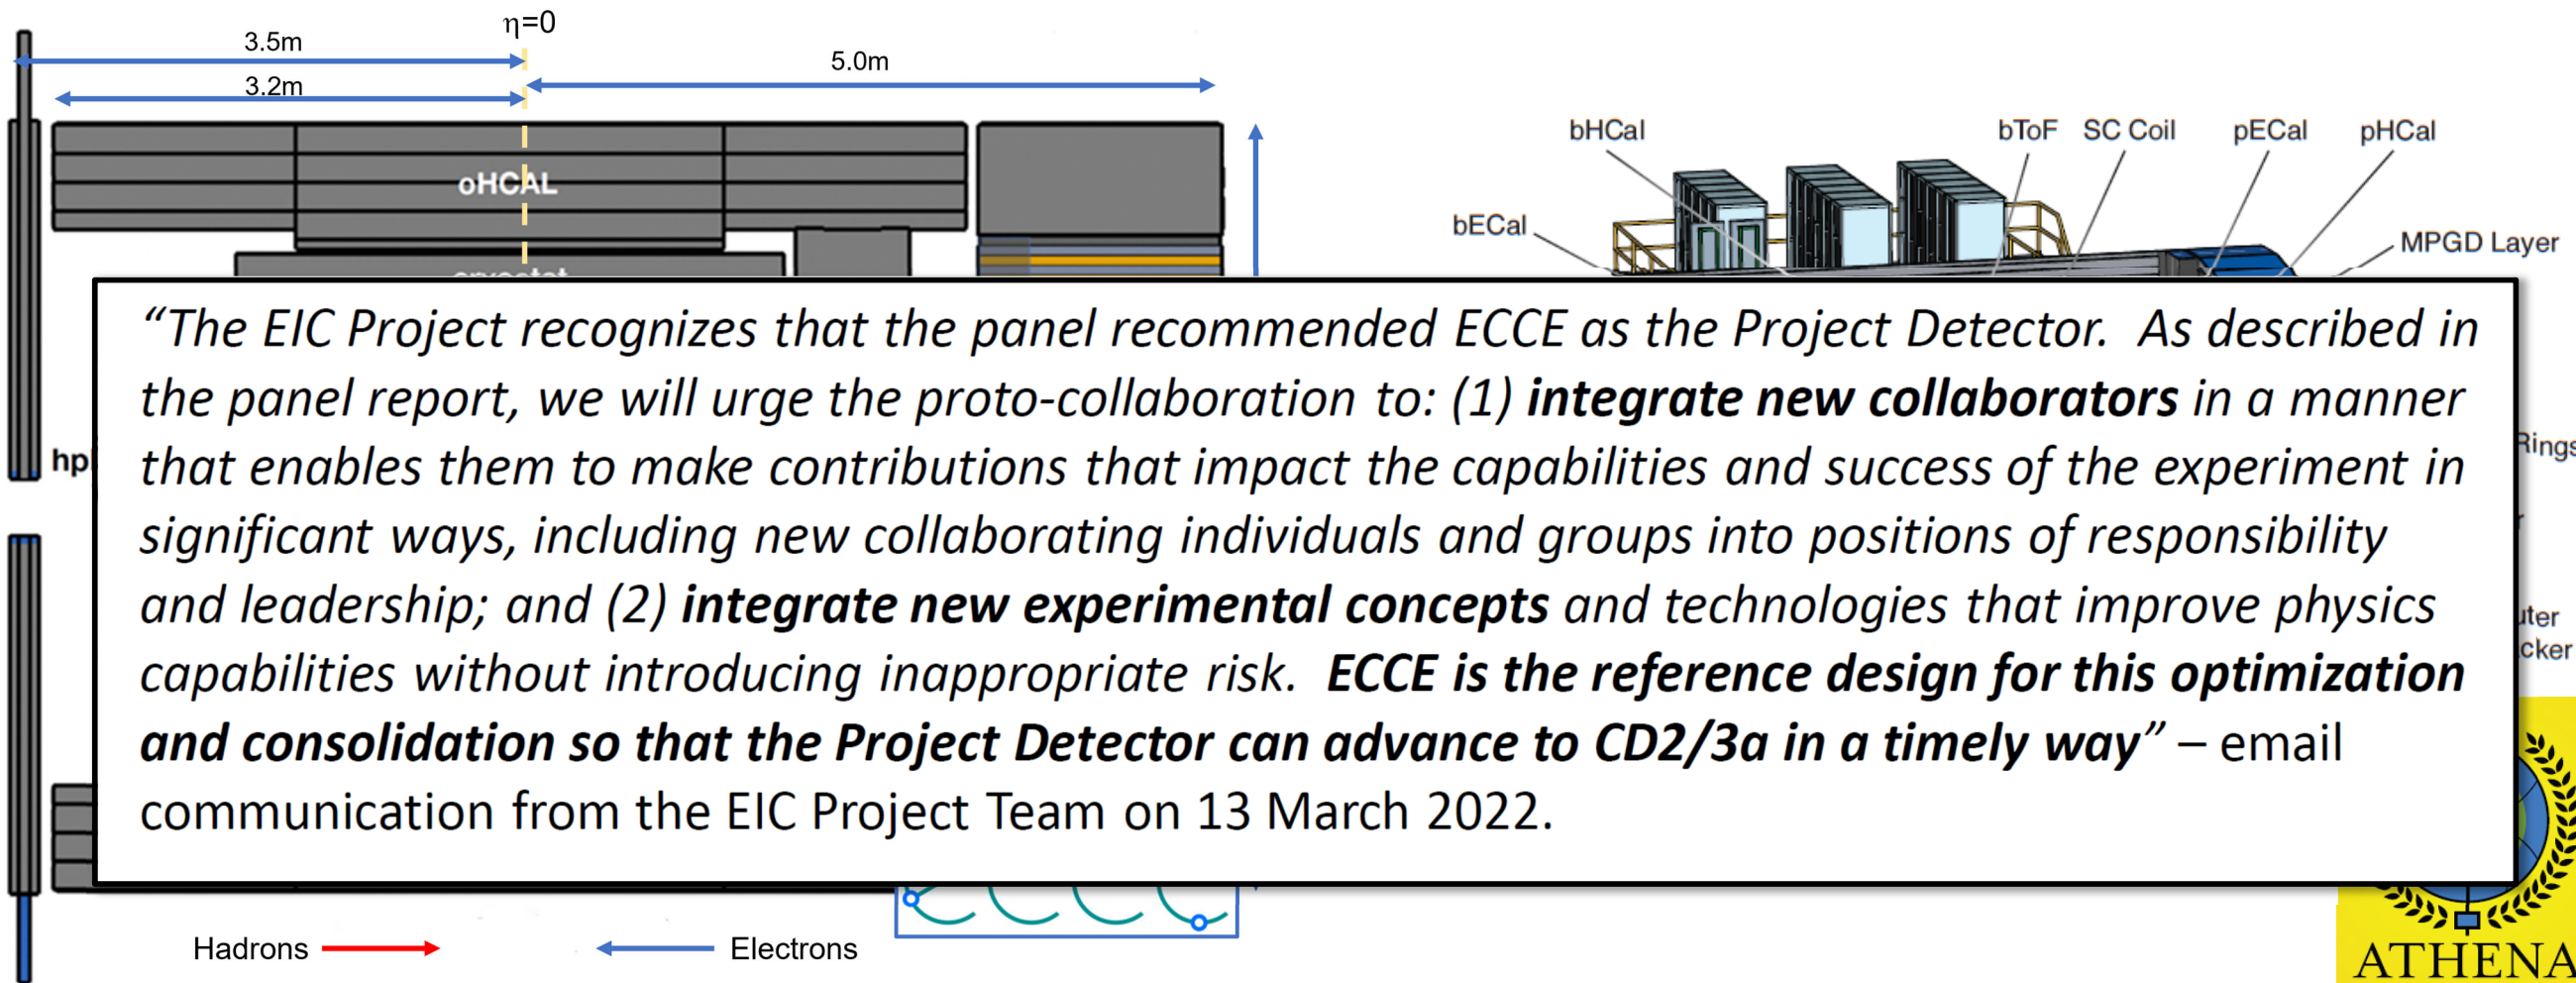 η=0
3.5m
3.2m
5.0m
oHCAL
bHCal
bToF
SC Coil
pECal
pHCal
bECal
MPGD Layer
“The EIC Project recognizes that the panel recommended ECCE as the Project Detector. As described in
the panel report, we will urge the proto-collaboration to: (1) integrate new collaborators in a manner
that enables them to make contributions that impact the capabilities and success of the experiment in
significant ways, including new collaborating individuals and groups into positions of responsibility
and leadership; and (2) integrate new experimental concepts and technologies that improve physics
capabilities without introducing inappropriate risk. ECCE is the reference design for this optimization
and consolidation so that the Project Detector can advance to CD2/3a in a timely way” – email
communication from the EIC Project Team on 13 March 2022.
hp
Rings
uter
cker
Hadrons
Electrons
ATHENA